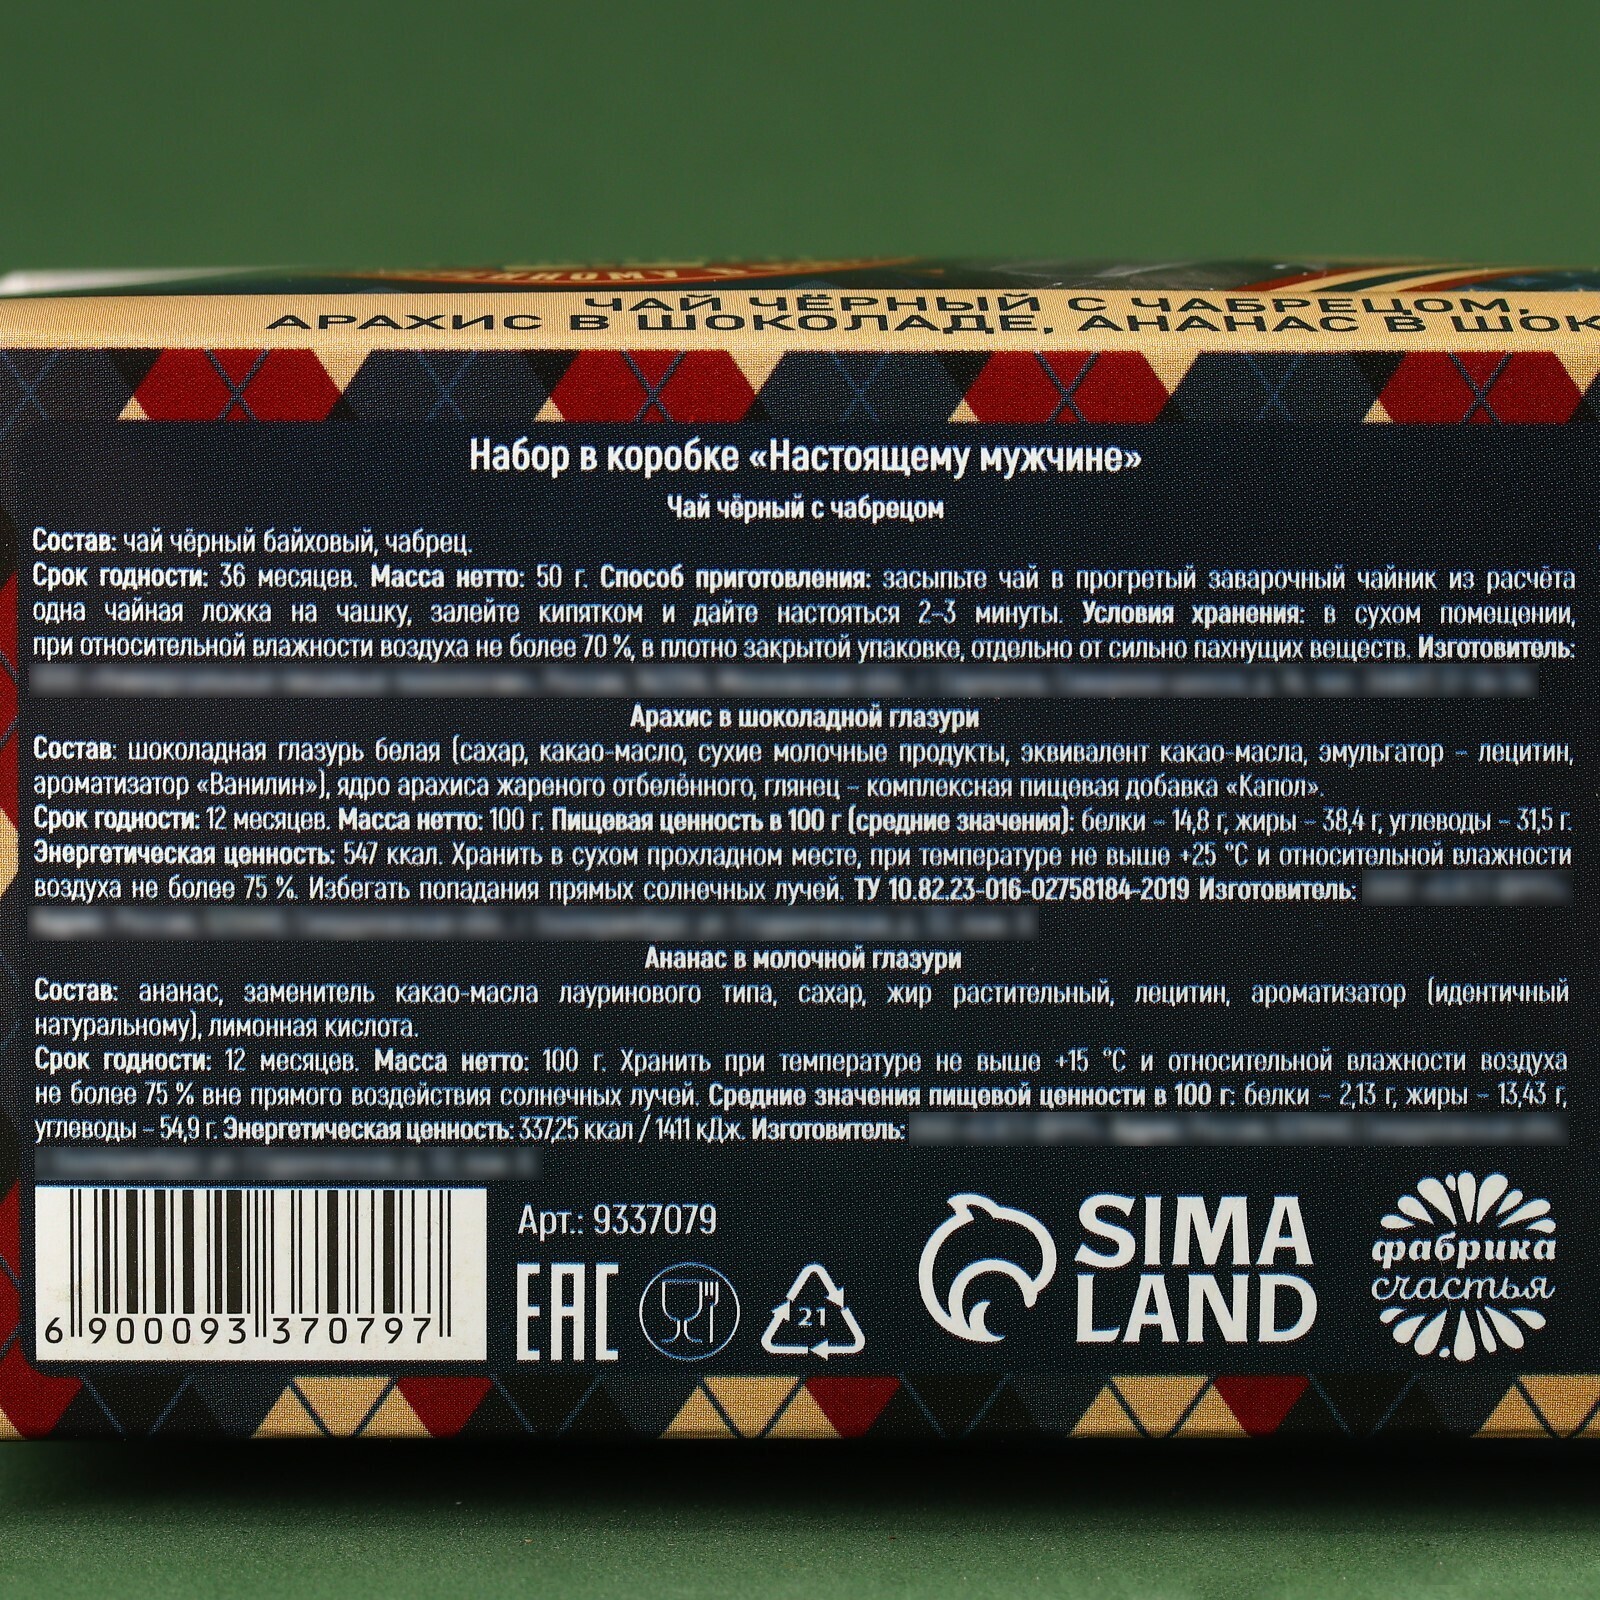 ЧАЙ ЧЁРНЫЙ С ЧАБРЕЦОМ,
АРАХИС В ШОКОЛАДЕ, АНАНАС В ШОК
Набор в коробке «Настоящему мужчине»
Чай чёрный с чабрецом
Состав: чай чёрный байховый, чабрец.
Срок годности: 36 месяцев. Масса нетто: 50 г. Способ приготовления: засыпьте чай в прогретый заварочный чайник из расчёта
одна чайная ложка на чашку, залейте кипятком и дайте настояться 2–3 минуты. Условия хранения: в сухом помещении,
при относительной влажности воздуха не более 70 %, в плотно закрытой упаковке, отдельно от сильно пахнущих веществ. Изготовитель:
Арахис в шоколадной глазури
Состав: шоколадная глазурь белая (сахар, какао-масло, сухие молочные продукты, эквивалент какао-масла, эмульгатор – лецитин,
ароматизатор «Ванилин»), ядро арахиса жареного отбелённого, глянец – комплексная пищевая добавка «Капол».
Срок годности: 12 месяцев. Масса нетто: 100 г. Пищевая ценность в 100 г (средние значения): белки – 14,8 г, жиры – 38,4 г, углеводы – 31,5 г.
Энергетическая ценность: 547 ккал. Хранить в сухом прохладном месте, при температуре не выше +25 °С и относительной влажности
воздуха не более 75 %. Избегать попадания прямых солнечных лучей. ТУ 10.82.23-016-02758184-2019 Изготовитель:
Ананас в молочной глазури
Состав: ананас, заменитель какао-масла лауринового типа, сахар, жир растительный, лецитин, ароматизатор (идентичный
натуральному), лимонная кислота.
Срок годности: 12 месяцев. Масса нетто: 100 г. Хранить при температуре не выше +15 °С и относительной влажности воздуха
не более 75 % вне прямого воздействия солнечных лучей. Средние значения пищевой ценности в 100 г: белки – 2,13 г, жиры – 13,43 г,
углеводы – 54,9 г. Энергетическая ценность: 337,25 ккал / 1411 кДж. Изготовитель:
6 900093 370797
Арт.: 9337079
EAC
21
SIMA
LAND
фабрика
счастья